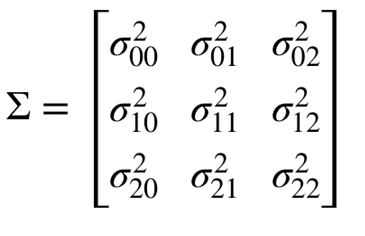 Σ = [σ²₀₀ σ²₀₁ σ²₀₂
σ²₁₀ σ²₁₁ σ²₁₂
σ²₂₀ σ²₂₁ σ²₂₂]